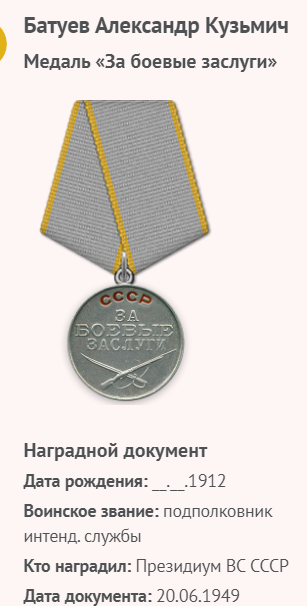 Батуев Александр Кузьмич
Медаль «За боевые заслуги»
СССР
ЗА
БОЕВЫЕ
ЗАСЛУГИ
Наградной документ
Дата рождения: __.__.1912
Воинское звание: подполковник
интенд. службы
Кто наградил: Президиум ВС СССР
Дата документа: 20.06.1949